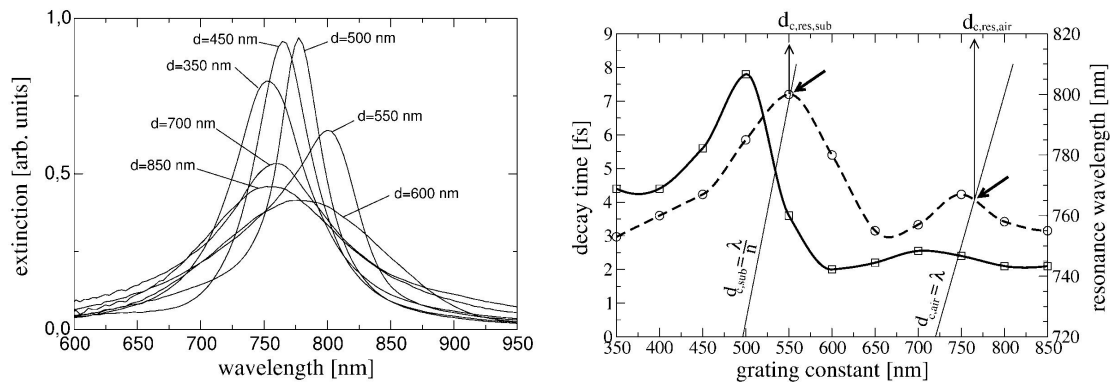 1,0
0,5
0,0
extinction [arb. units]
600 650 700 750 800 850 900 950
wavelength [nm]
d=450 nm
d=500 nm
d=350 nm
d=550 nm
d=700 nm
d=850 nm
d=600 nm
d_c,res,sub
d_c,res,air
9
8
7
6
5
4
3
2
1
0
decay time [fs]
820
800
780
760
740
720
resonance wavelength [nm]
d_c,sub = λ/n
d_c,air = λ
350 400 450 500 550 600 650 700 750 800 850
grating constant [nm]